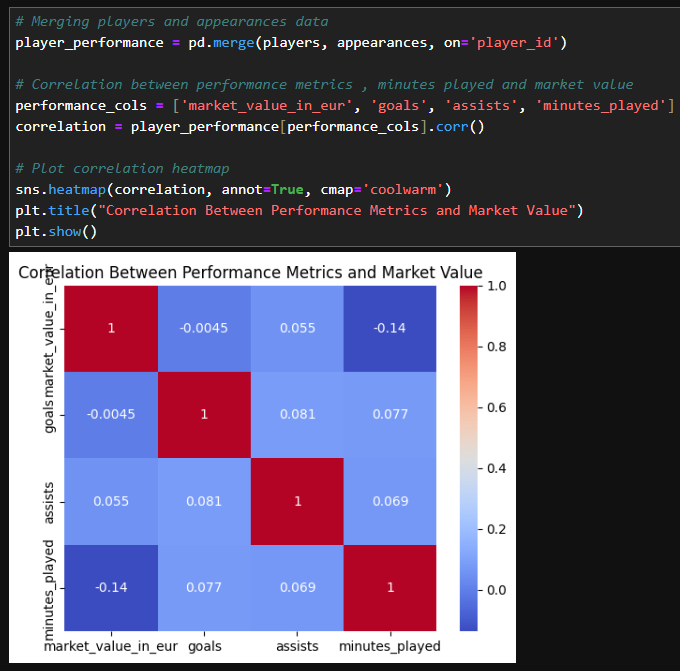 # Merging players and appearances data
player_performance = pd.merge(players, appearances, on='player_id')
# Correlation between performance metrics , minutes played and market value
performance_cols = ['market_value_in_eur', 'goals', 'assists', 'minutes_played']
correlation = player_performance[performance_cols].corr()
# Plot correlation heatmap
sns.heatmap(correlation, annot=True, cmap='coolwarm')
plt.title("Correlation Between Performance Metrics and Market Value")
plt.show()
Correlation Between Performance Metrics and Market Value
market_value_in_eur
1 -0.0045 0.055 -0.14
goals
-0.0045 1 0.081 0.077
assists
0.055 0.081 1 0.069
minutes_played
-0.14 0.077 0.069 1
market_value_in_eur goals assists minutes_played
1.0
0.8
0.6
0.4
0.2
0.0